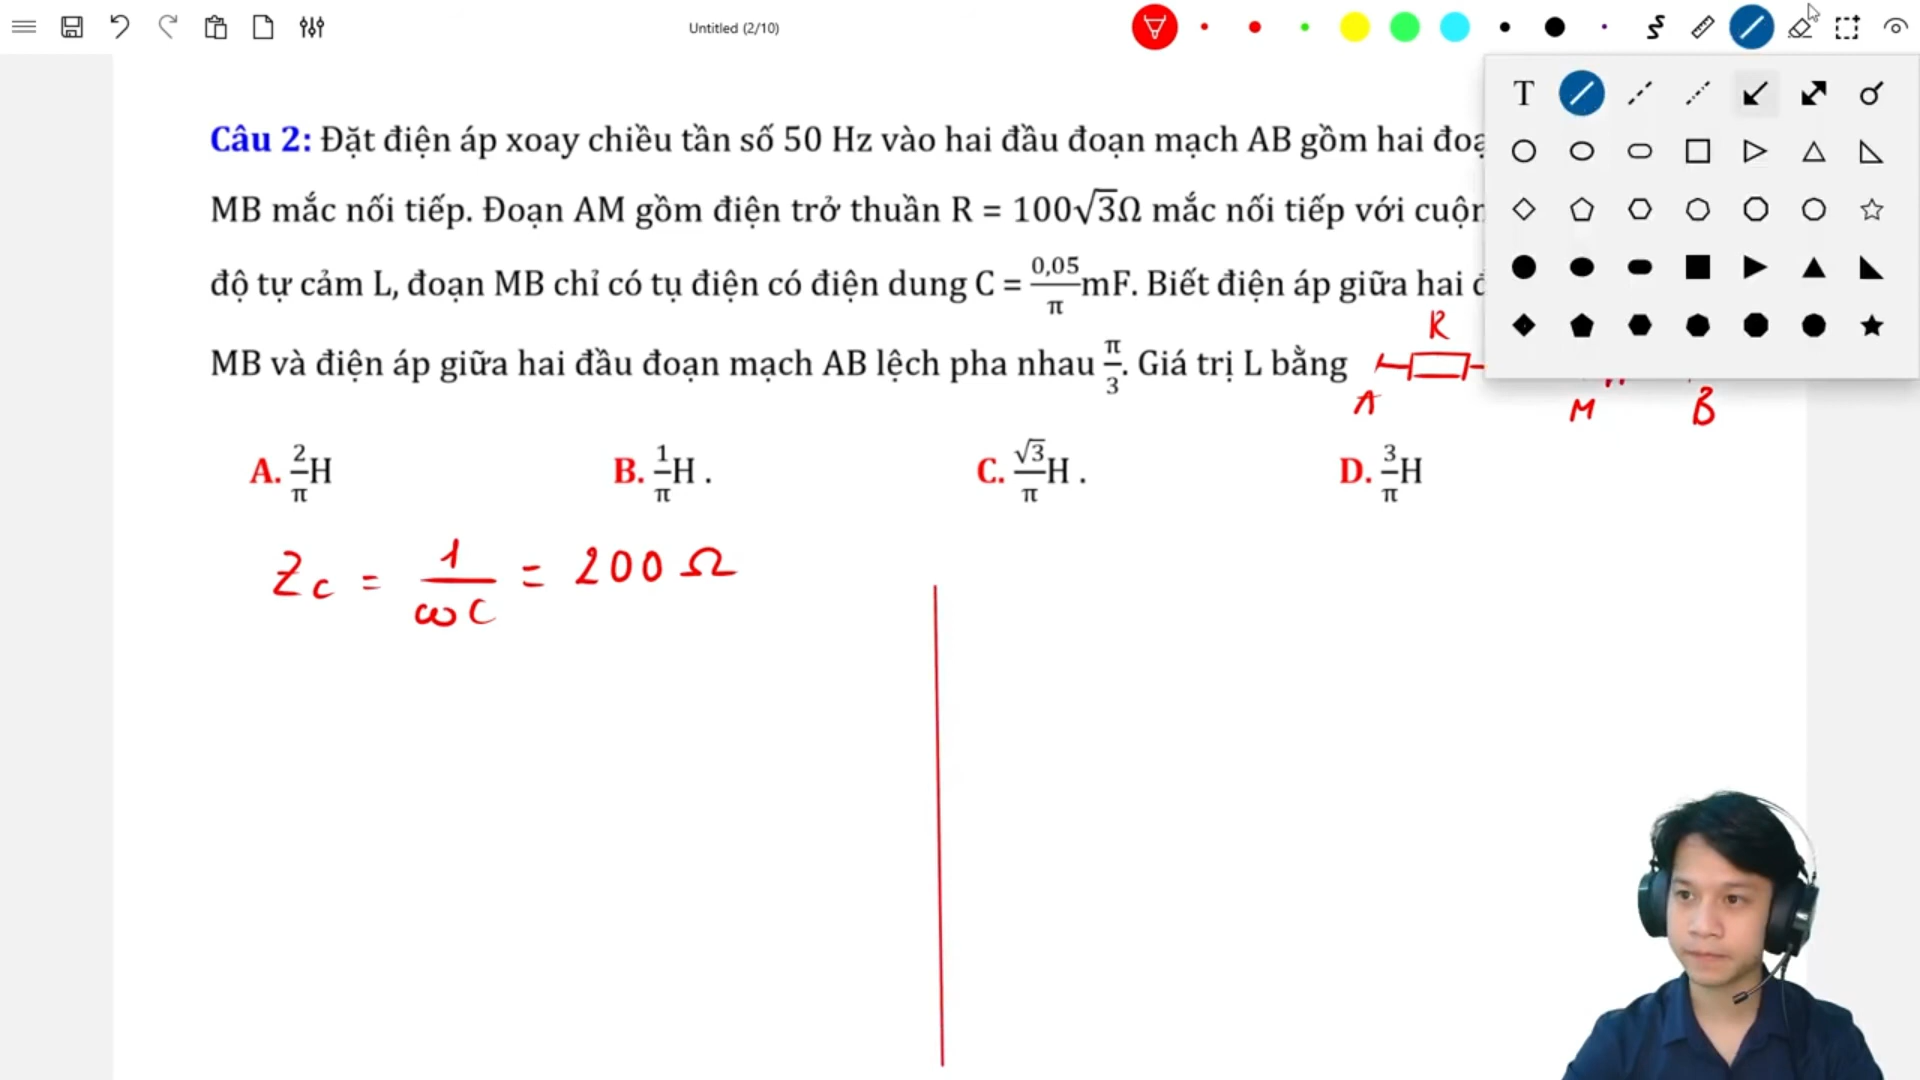 Untitled (2/10)
T
Câu 2: Đặt điện áp xoay chiều tần số 50 Hz vào hai đầu đoạn mạch AB gồm hai
MB mắc nối tiếp. Đoạn AM gồm điện trở thuần R = 100√3Ω mắc nối tiếp với
độ tự cảm L, đoạn MB chỉ có tụ điện có điện dung C = 0,05/π mF. Biết điện áp giữa hai
MB và điện áp giữa hai đầu đoạn mạch AB lệch pha nhau π/3. Giá trị L bằng
R
A M B
A. 2/π H B. 1/π H . C. √3/π H . D. 3/π H
Zc = 1/ωC = 200 Ω